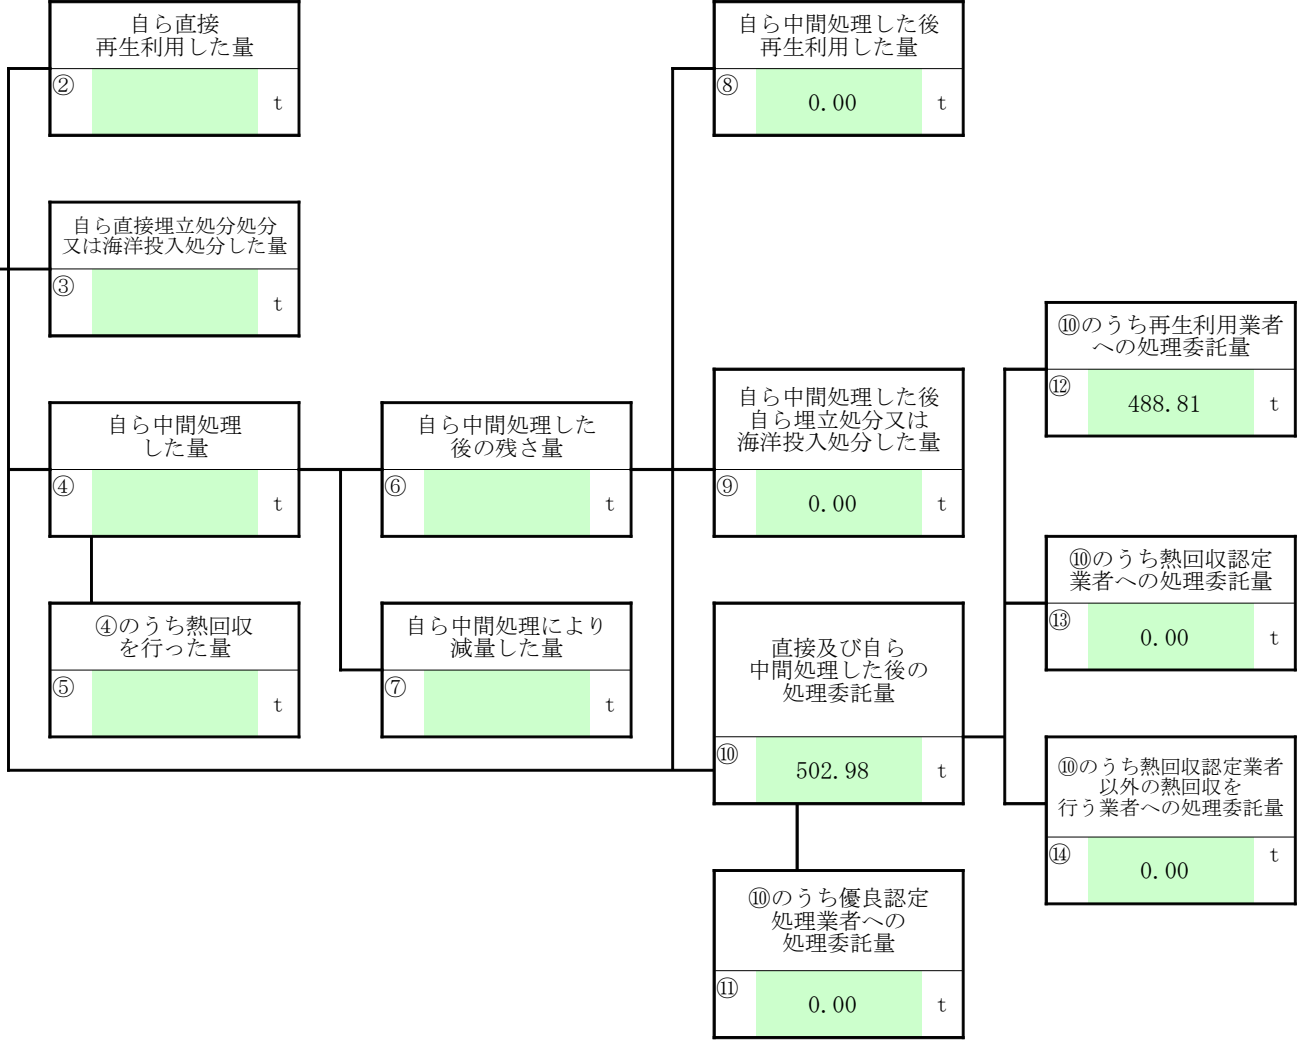 自ら直接
再生利用した量
②
t
自ら中間処理した後
再生利用した量
⑧
0.00 t
自ら直接埋立処分処分
又は海洋投入処分した量
③
t
⑩のうち再生利用業者
への処理委託量
⑫
488.81 t
自ら中間処理
した量
④
t
自ら中間処理した
後の残さ量
⑥
t
自ら中間処理した後
自ら埋立処分又は
海洋投入処分した量
⑨
0.00 t
⑩のうち熱回収認定
業者への処理委託量
⑬
0.00 t
④のうち熱回収
を行った量
⑤
t
自ら中間処理により
減量した量
⑦
t
直接及び自ら
中間処理した後の
処理委託量
⑩
502.98 t
⑩のうち熱回収認定業者
以外の熱回収を
行う業者への処理委託量
⑭
0.00 t
⑩のうち優良認定
処理業者への
処理委託量
⑪
0.00 t